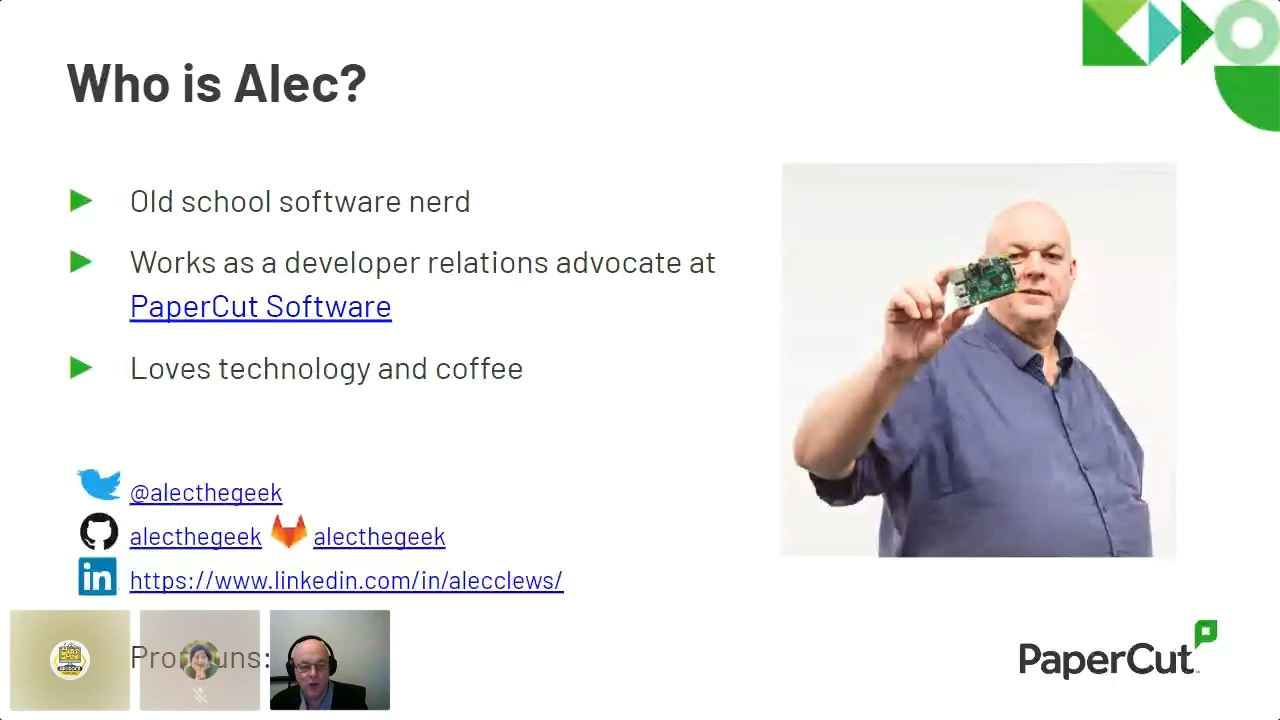 Who is Alec?
Old school software nerd
Works as a developer relations advocate at
PaperCut Software
Loves technology and coffee
@alecthegeek
alecthegeek alecthegeek
in https://www.linkedin.com/in/alecclews/
PaperCut